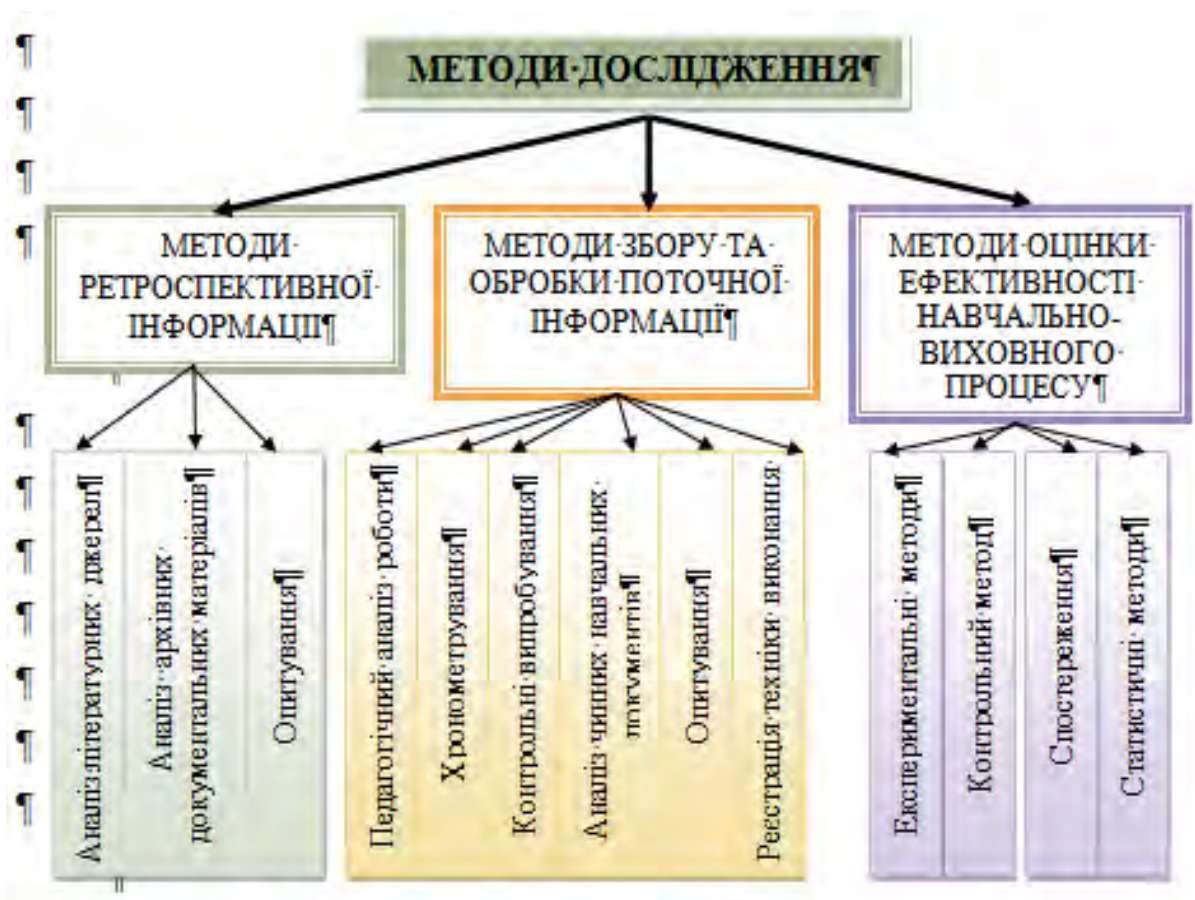 МЕТОДИ ДОСЛІДЖЕННЯ¶
МЕТОДИ
РЕТРОСПЕКТИВНОЇ
ІНФОРМАЦІЇ¶
МЕТОДИ ЗБОРУ ТА
ОБРОБКИ ПОТОЧНОЇ
ІНФОРМАЦІЇ¶
МЕТОДИ ОЦІНКИ
ЕФЕКТИВНОСТІ
НАВЧАЛЬНО-
ВИХОВНОГО
ПРОЦЕСУ¶
Аналіз літературних джерел¶
Аналіз архівних
документальних матеріалів¶
Опитування¶
Педагогічний аналіз роботи¶
Хронометрування¶
Контрольні випробування¶
Аналіз чинних навчальних
документів¶
Опитування¶
Реєстрація техніки виконання
Експериментальні методи¶
Контрольний метод¶
Спостереження¶
Статистичні методи¶